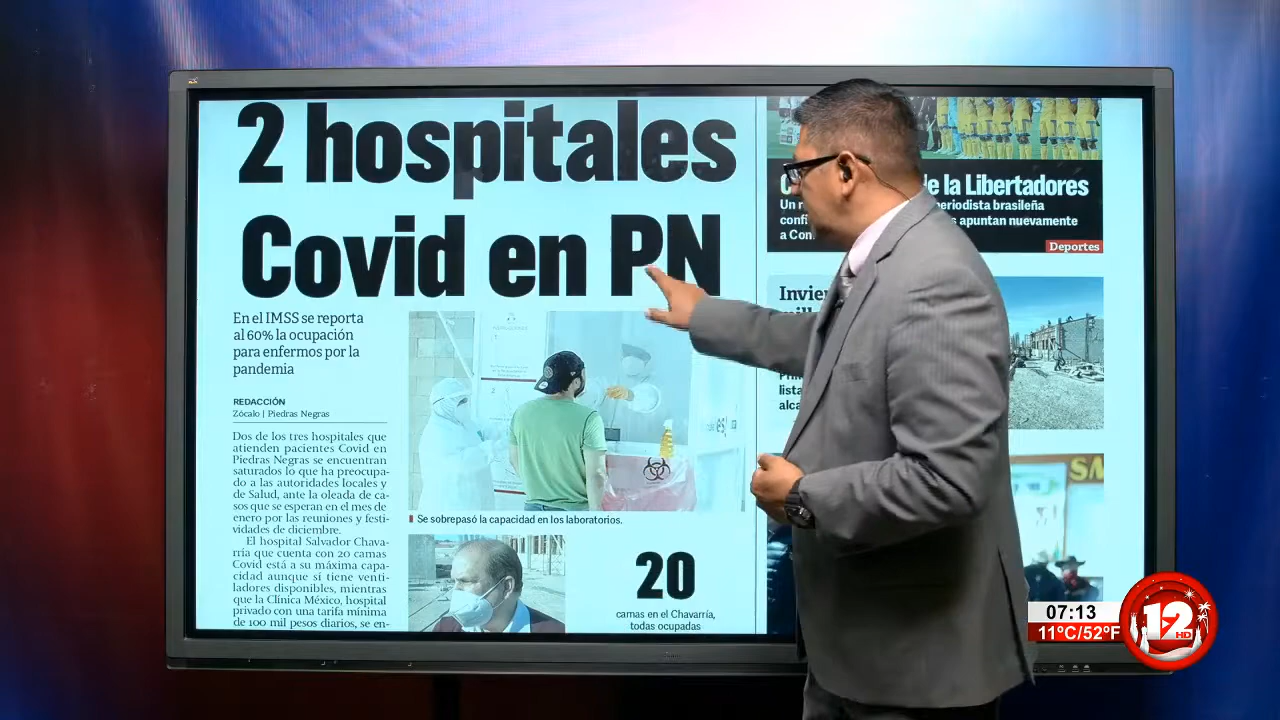 2 hospitales
Covid en PN
En el IMSS se reporta
al 60% la ocupación
para enfermos por la
pandemia
REDACCIÓN
Zócalo | Piedras Negras
Dos de los tres hospitales que
atienden pacientes Covid en
Piedras Negras se encuentran
saturados lo que ha preocupa-
do a las autoridades locales y
de Salud, ante la oleada de ca-
sos que se esperan en el mes de
enero por las reuniones y festi-
vidades de diciembre.
El hospital Salvador Chava-
rría que cuenta con 20 camas
Covid está a su máxima capa-
cidad aunque sí tiene venti-
ladores disponibles, mientras
que la Clínica México, hospital
privado con una tarifa mínima
de 100 mil pesos diarios, se en-
Se sobrepasó la capacidad en los laboratorios.
20
camas en el Chavarría,
todas ocupadas
de la Libertadores
Un
periodista brasileña
confi
apuntan nuevamente
a Con
Deportes
Invie
lista
alca
07:13
11°C/52°F
12
HD